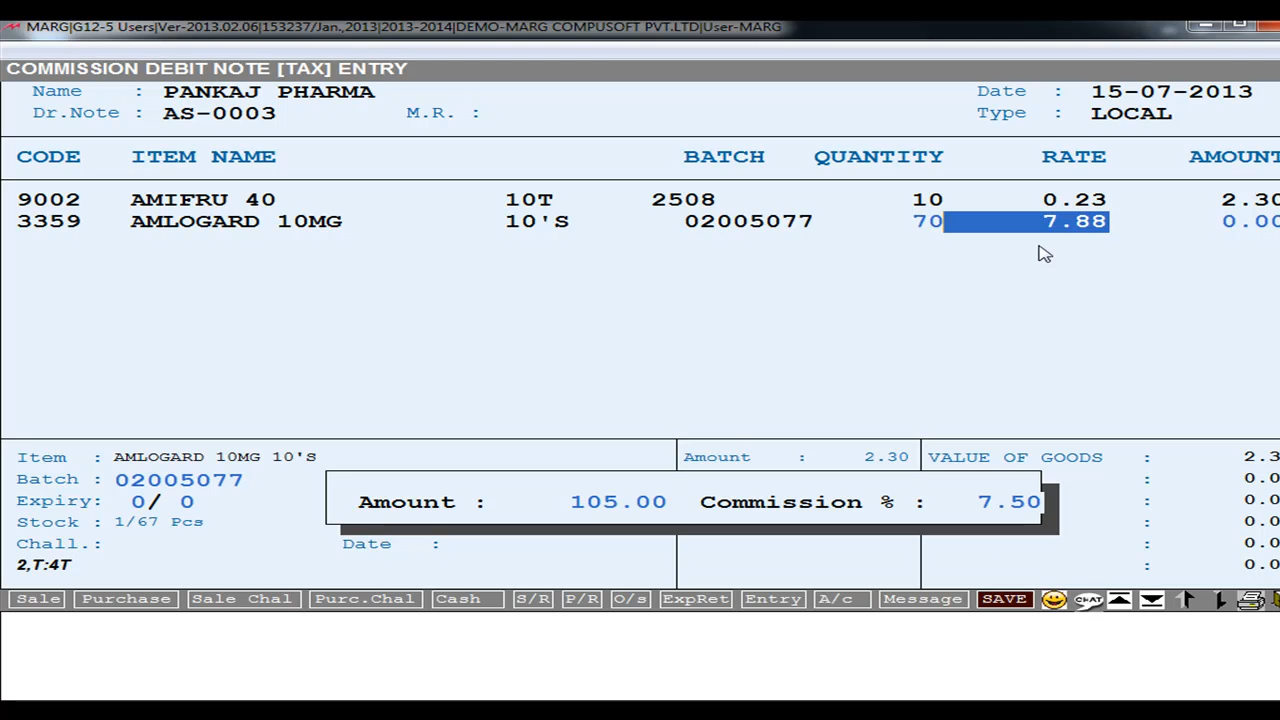 MARG|G12-5 Users|Ver-2013.02.06|153237/Jan.,2013|2013-2014|DEMO-MARG COMPUSOFT PVT.LTD|User-MARG
COMMISSION DEBIT NOTE [TAX] ENTRY
Name : PANKAJ PHARMA Date : 15-07-2013
Dr.Note : AS-0003 M.R. : Type : LOCAL
CODE ITEM NAME BATCH QUANTITY RATE AMOUNT
9002 AMIFRU 40 10T 2508 10 0.23 2.30
3359 AMLOGARD 10MG 10'S 02005077 70 7.88 0.00
Item : AMLOGARD 10MG 10'S Amount : 2.30 VALUE OF GOODS : 2.3
Batch : 02005077 : 0.0
Expiry: 0/ 0 Amount : 105.00 Commission % : 7.50 : 0.0
Stock : 1/67 Pcs : 0.0
Chall.: Date : : 0.0
2,T:4T : 0.0
Sale Purchase Sale Chal Purc.Chal Cash S/R P/R O/s ExpRet Entry A/c Message SAVE CHAT